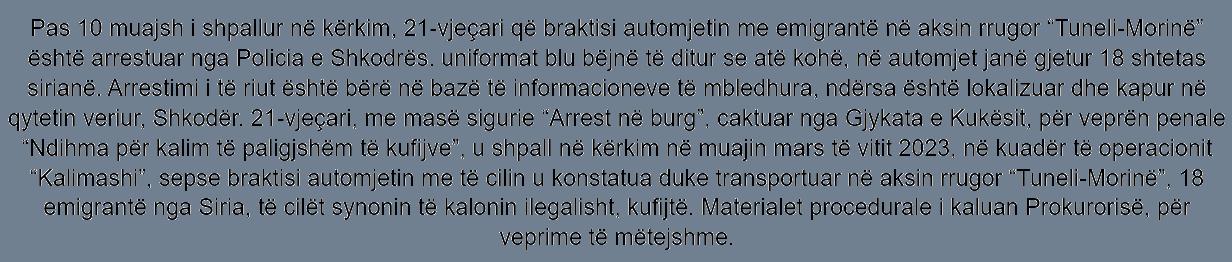 Pas 10 muajsh i shpallur në kërkim, 21-vjeçari që braktisi automjetin me emigrantë në aksin rrugor “Tuneli-Morinë”
është arrestuar nga Policia e Shkodrës. uniformat blu bëjnë të ditur se atë kohë, në automjet janë gjetur 18 shtetas
sirianë. Arrestimi i të riut është bërë në bazë të informacioneve të mbledhura, ndërsa është lokalizuar dhe kapur në
qytetin veriur, Shkodër. 21-vjeçari, me masë sigurie “Arrest në burg”, caktuar nga Gjykata e Kukësit, për veprën penale
“Ndihma për kalim të paligjshëm të kufijve”, u shpall në kërkim në muajin mars të vitit 2023, në kuadër të operacionit
“Kalimashi”, sepse braktisi automjetin me të cilin u konstatua duke transportuar në aksin rrugor “Tuneli-Morinë”, 18
emigrantë nga Siria, të cilët synonin të kalonin ilegalisht, kufijtë. Materialet procedurale i kaluan Prokurorisë, për
veprime të mëtejshme.